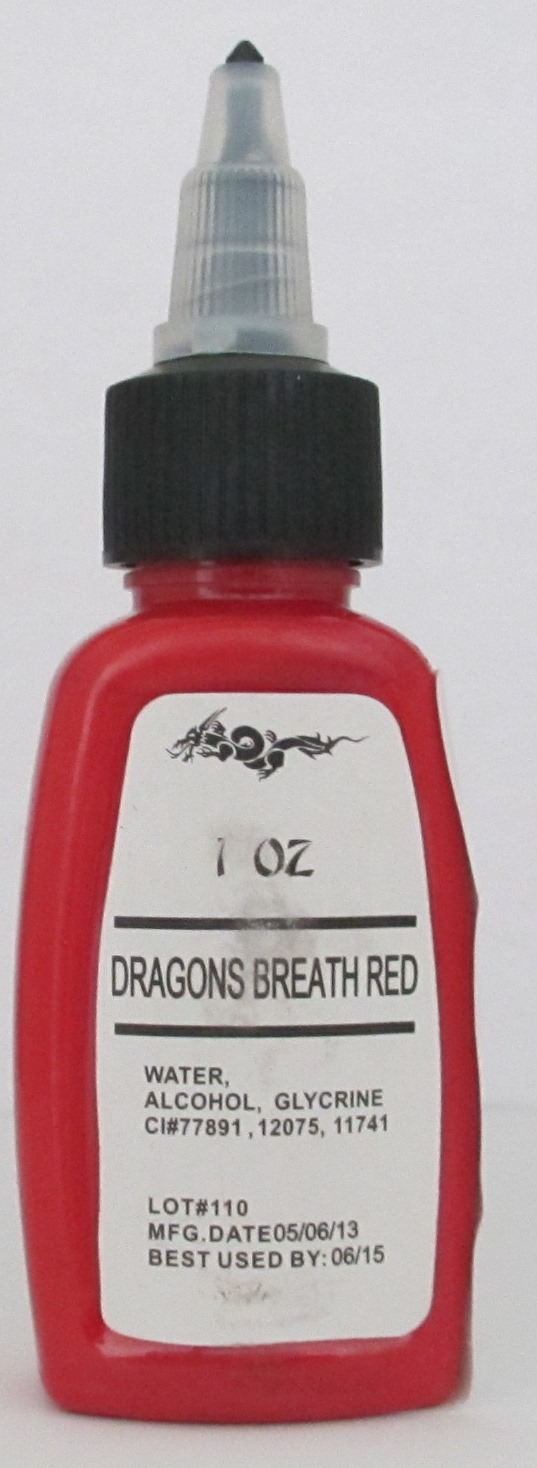 1 OZ
DRAGONS BREATH RED
WATER,
ALCOHOL, GLYCRINE
CI#77891, 12075, 11741
LOT#110
MFG.DATE05/06/13
BEST USED BY: 06/15